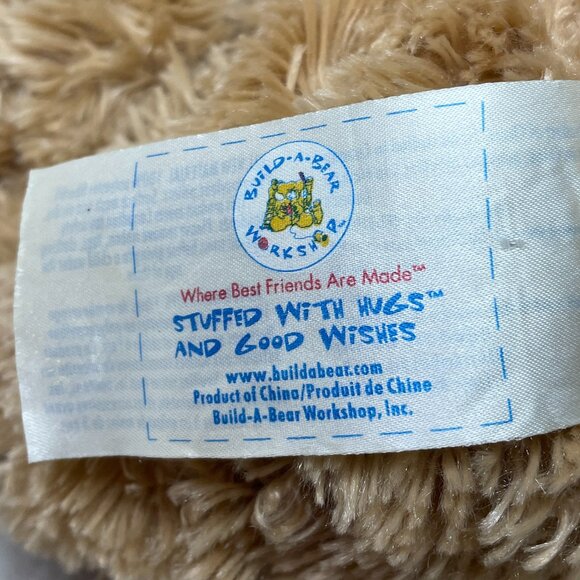 BUILD-A-BEAR
WORKSHOP™
Where Best Friends Are Made™
STUFFED WITH HUGS™
AND GOOD WISHES
www.buildabear.com
Product of China/Produit de Chine
Build-A-Bear Workshop, Inc.